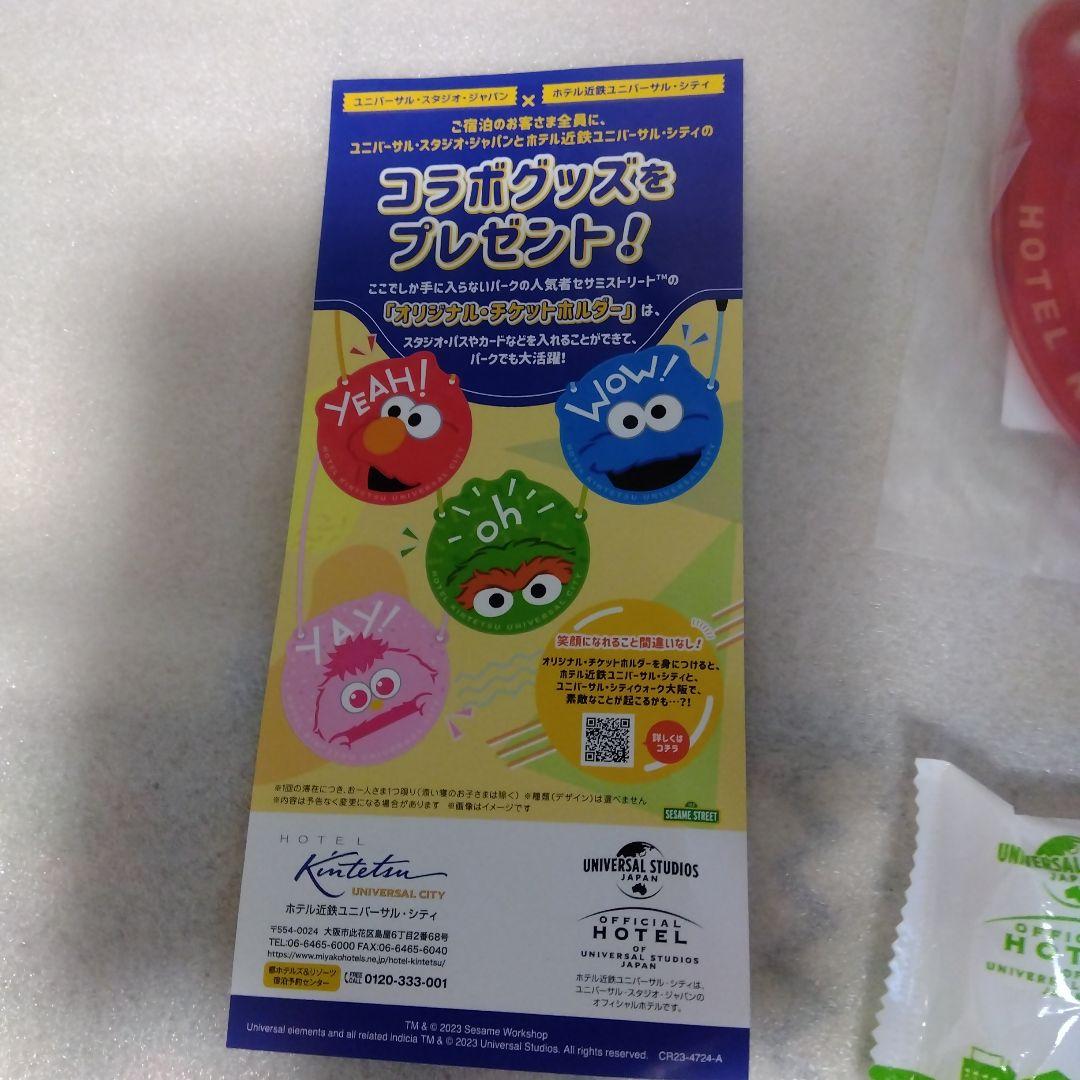 ユニバーサル・スタジオ・ジャパン × ホテル近鉄ユニバーサル・シティ
ご宿泊のお客さま全員に、
ユニバーサル・スタジオ・ジャパンとホテル近鉄ユニバーサル・シティの
コラボグッズを
プレゼント!
ここでしか手に入らないパークの人気者セサミストリート™の
「オリジナル・チケットホルダー」は、
スタジオ・パスやカードなどを入れることができて、
パークでも大活躍!
YEAH!
HOTEL KINTETSU UNIVERSAL CITY
WOW!
HOTEL KINTETSU UNIVERSAL CITY
oh
HOTEL KINTETSU UNIVERSAL CITY
YAY!
笑顔になれること間違いなし!
オリジナル・チケットホルダーを身につけると、
ホテル近鉄ユニバーサル・シティと、
ユニバーサル・シティウォーク大阪で、
素敵なことが起こるかも…?!
詳しくは
コチラ
※1回の滞在につき、お一人さま1つ限り(添い寝のお子さまは除く) ※種類(デザイン)は選べません
※内容は予告なく変更になる場合があります ※画像はイメージです
SESAME STREET
HOTEL
Kintetsu
UNIVERSAL CITY
ホテル近鉄ユニバーサル・シティ
〒554-0024 大阪市此花区島屋6丁目2番68号
TEL:06-6465-6000 FAX:06-6465-6040
https://www.miyakohotels.ne.jp/hotel-kintetsu/
都ホテルズ&リゾーツ
宿泊予約センター
FREE CALL 0120-333-001
UNIVERSAL STUDIOS
JAPAN
OFFICIAL
HOTEL
OF
UNIVERSAL STUDIOS
JAPAN
ホテル近鉄ユニバーサル・シティは、
ユニバーサル・スタジオ・ジャパンの
オフィシャルホテルです。
TM & © 2023 Sesame Workshop
Universal elements and all related indicia TM & © 2023 Universal Studios. All rights reserved. CR23-4724-A
HOTEL